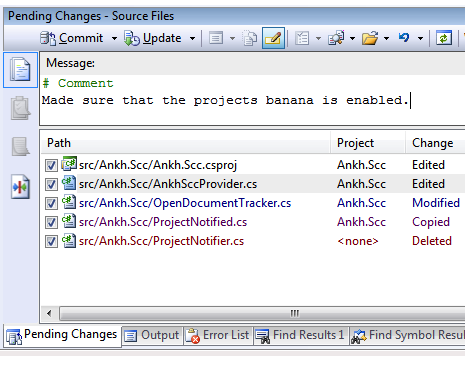 Pending Changes - Source Files
Commit Update
Message:
# Comment
Made sure that the projects banana is enabled.
Path Project Change
src/Ankh.Scc/Ankh.Scc.csproj Ankh.Scc Edited
src/Ankh.Scc/AnkhSccProvider.cs Ankh.Scc Edited
src/Ankh.Scc/OpenDocumentTracker.cs Ankh.Scc Modified
src/Ankh.Scc/ProjectNotified.cs Ankh.Scc Copied
src/Ankh.Scc/ProjectNotifier.cs <none> Deleted
Pending Changes Output Error List Find Results 1 Find Symbol Resul